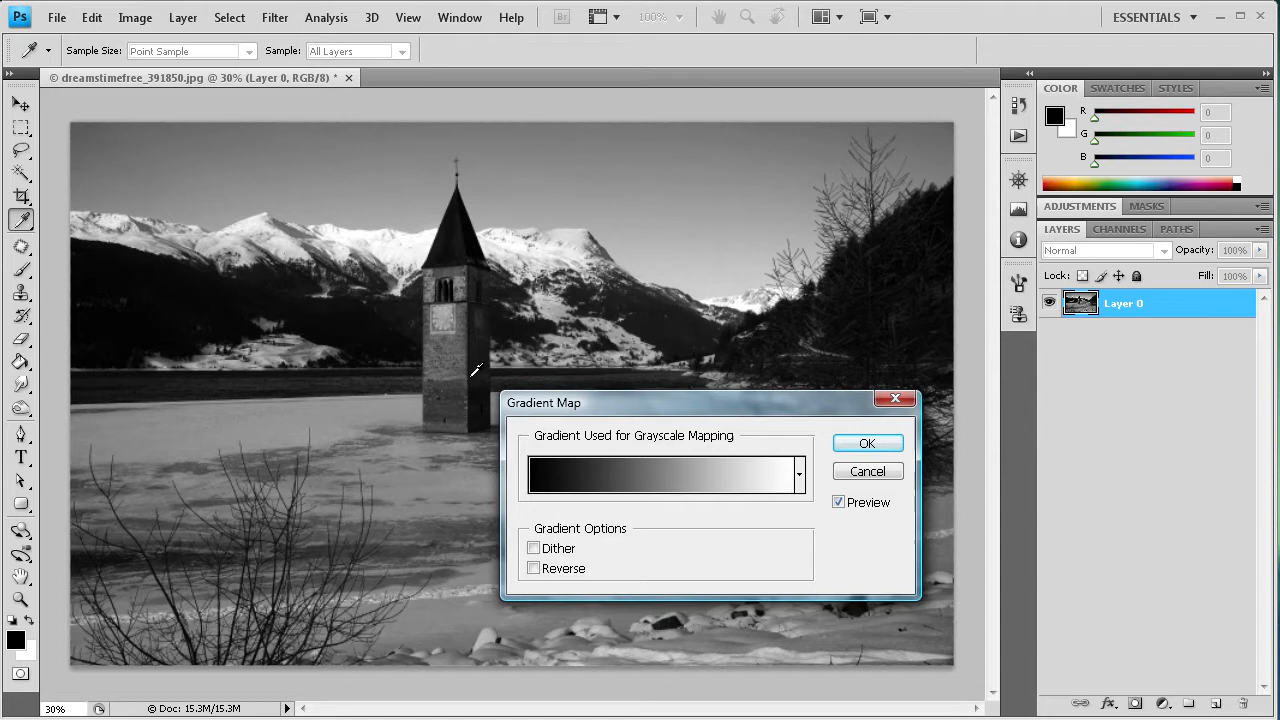 Ps File Edit Image Layer Select Filter Analysis 3D View Window Help Br 100% ESSENTIALS
Sample Size: Point Sample Sample: All Layers
© dreamstimefree_391850.jpg @ 30% (Layer 0, RGB/8) *
COLOR SWATCHES STYLES
R 0
G 0
B 0
ADJUSTMENTS MASKS
LAYERS CHANNELS PATHS
Normal Opacity: 100%
Lock: Fill: 100%
Layer 0
Gradient Map
Gradient Used for Grayscale Mapping
OK
Cancel
Preview
Gradient Options
Dither
Reverse
T
30% © Doc: 15.3M/15.3M
fx